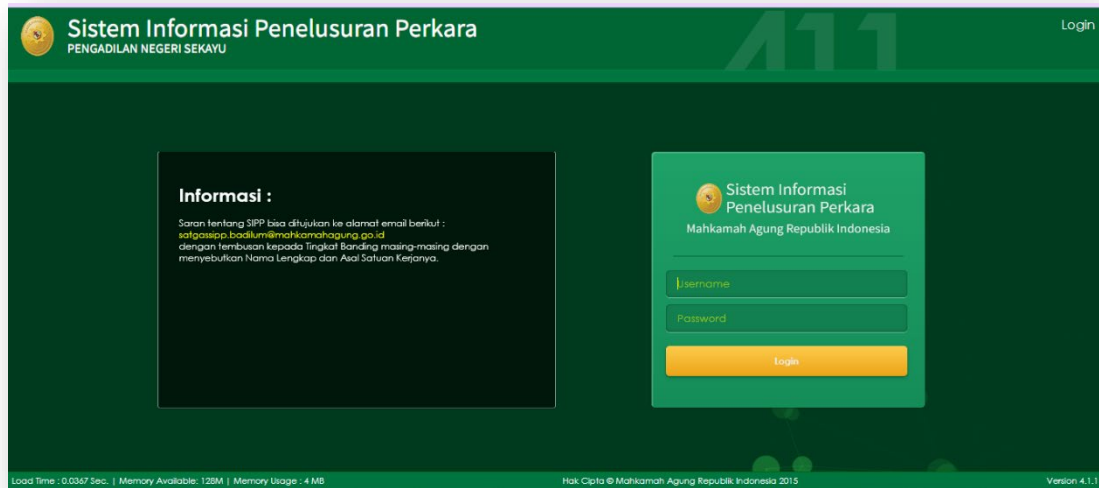 Sistem Informasi Penelusuran Perkara
PENGADILAN NEGERI SEKAYU
411
Login
Informasi :
Saran tentang SIPP bisa ditujukan ke alamat email berikut :
satgassipp.badilum@mahkamahagung.go.id
dengan tembusan kepada Tingkat Banding masing-masing dengan
menyebutkan Nama Lengkap dan Asal Satuan Kerjanya.
Sistem Informasi
Penelusuran Perkara
Mahkamah Agung Republik Indonesia
Username
Password
Login
Load Time : 0.0367 Sec. | Memory Available: 128M | Memory Usage : 4 MB
Hak Cipta © Mahkamah Agung Republik Indonesia 2015
Version 4.1.1